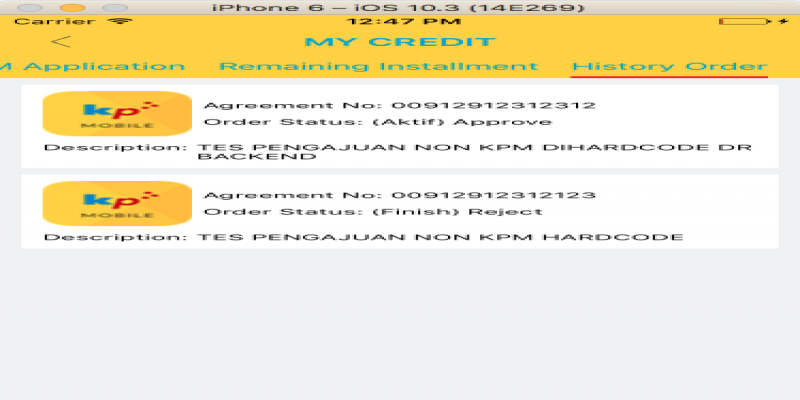 iPhone 6 – iOS 10.3 (14E269)
Carrier 12:47 PM
MY CREDIT
M Application Remaining Installment History Order
kp
MOBILE
Agreement No: 00912912312312
Order Status: (Aktif) Approve
Description: TES PENGAJUAN NON KPM DIHARDCODE DR
BACKEND
kp
MOBILE
Agreement No: 00912912312123
Order Status: (Finish) Reject
Description: TES PENGAJUAN NON KPM HARDCODE